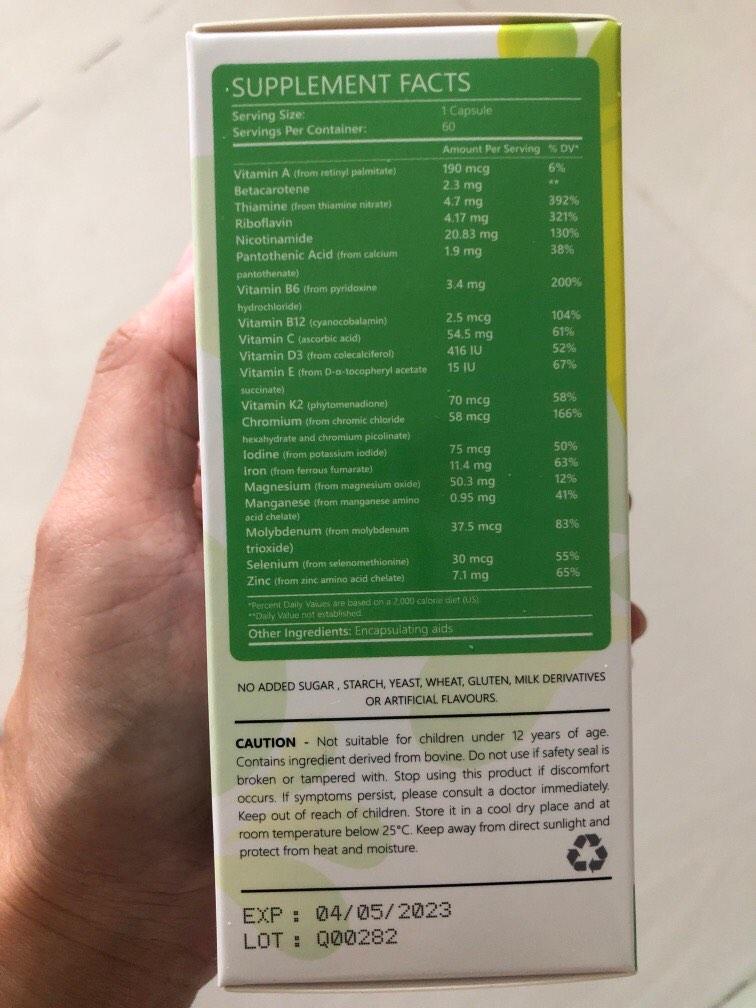 SUPPLEMENT FACTS
Serving Size: 1 Capsule
Servings Per Container: 60
Amount Per Serving % DV*
Vitamin A (from retinyl palmitate) 190 mcg 6%
Betacarotene 2.3 mg **
Thiamine (from thiamine nitrate) 4.7 mg 392%
Riboflavin 4.17 mg 321%
Nicotinamide 20.83 mg 130%
Pantothenic Acid (from calcium 1.9 mg 38%
pantothenate)
Vitamin B6 (from pyridoxine 3.4 mg 200%
hydrochloride)
Vitamin B12 (cyanocobalamin) 2.5 mcg 104%
Vitamin C (ascorbic acid) 54.5 mg 61%
Vitamin D3 (from colecalciferol) 416 IU 52%
Vitamin E (from D-α-tocopheryl acetate 15 IU 67%
succinate)
Vitamin K2 (phytomenadione) 70 mcg 58%
Chromium (from chromic chloride 58 mcg 166%
hexahydrate and chromium picolinate)
Iodine (from potassium iodide) 75 mcg 50%
Iron (from ferrous fumarate) 11.4 mg 63%
Magnesium (from magnesium oxide) 50.3 mg 12%
Manganese (from manganese amino 0.95 mg 41%
acid chelate)
Molybdenum (from molybdenum 37.5 mcg 83%
trioxide)
Selenium (from selenomethionine) 30 mcg 55%
Zinc (from zinc amino acid chelate) 7.1 mg 65%
*Percent Daily Values are based on a 2,000 calorie diet (US)
**Daily Value not established.
Other Ingredients: Encapsulating aids
NO ADDED SUGAR , STARCH, YEAST, WHEAT, GLUTEN, MILK DERIVATIVES
OR ARTIFICIAL FLAVOURS.
CAUTION - Not suitable for children under 12 years of age.
Contains ingredient derived from bovine. Do not use if safety seal is
broken or tampered with. Stop using this product if discomfort
occurs. If symptoms persist, please consult a doctor immediately.
Keep out of reach of children. Store it in a cool dry place and at
room temperature below 25°C. Keep away from direct sunlight and
protect from heat and moisture.
EXP : 04/05/2023
LOT : Q00282